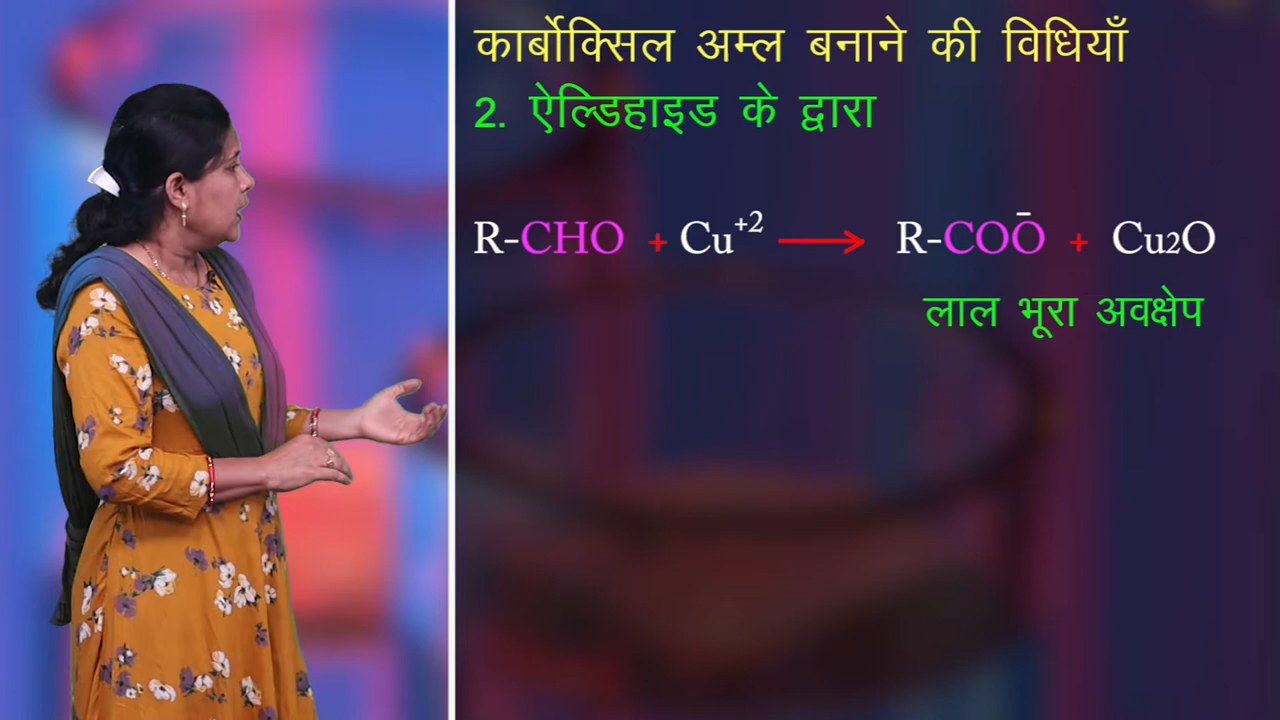 कार्बोक्सिल अम्ल बनाने की विधियाँ
2. ऐल्डिहाइड के द्वारा
R-CHO + Cu⁺² ⟶ R-COŌ + Cu₂O
लाल भूरा अवक्षेप